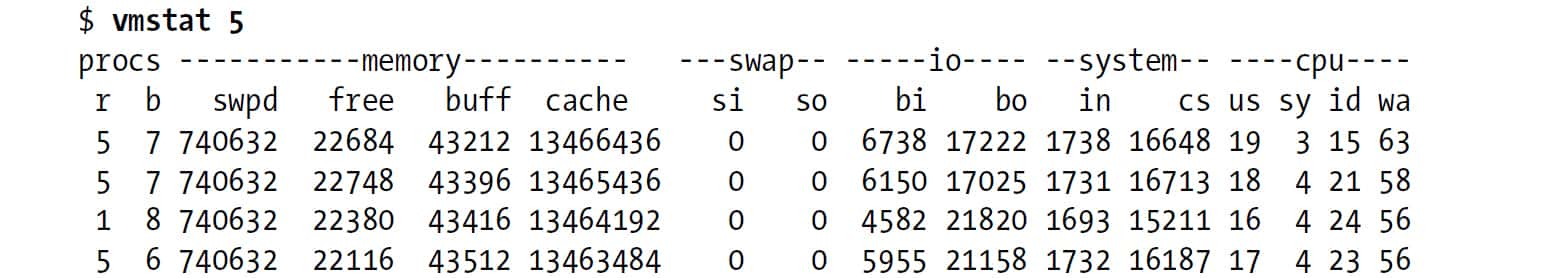 $ vmstat 5
procs -----------memory---------- ---swap-- -----io---- --system-- ----cpu----
r b swpd free buff cache si so bi bo in cs us sy id wa
5 7 740632 22684 43212 13466436 0 0 6738 17222 1738 16648 19 3 15 63
5 7 740632 22748 43396 13465436 0 0 6150 17025 1731 16713 18 4 21 58
1 8 740632 22380 43416 13464192 0 0 4582 21820 1693 15211 16 4 24 56
5 6 740632 22116 43512 13463484 0 0 5955 21158 1732 16187 17 4 23 56